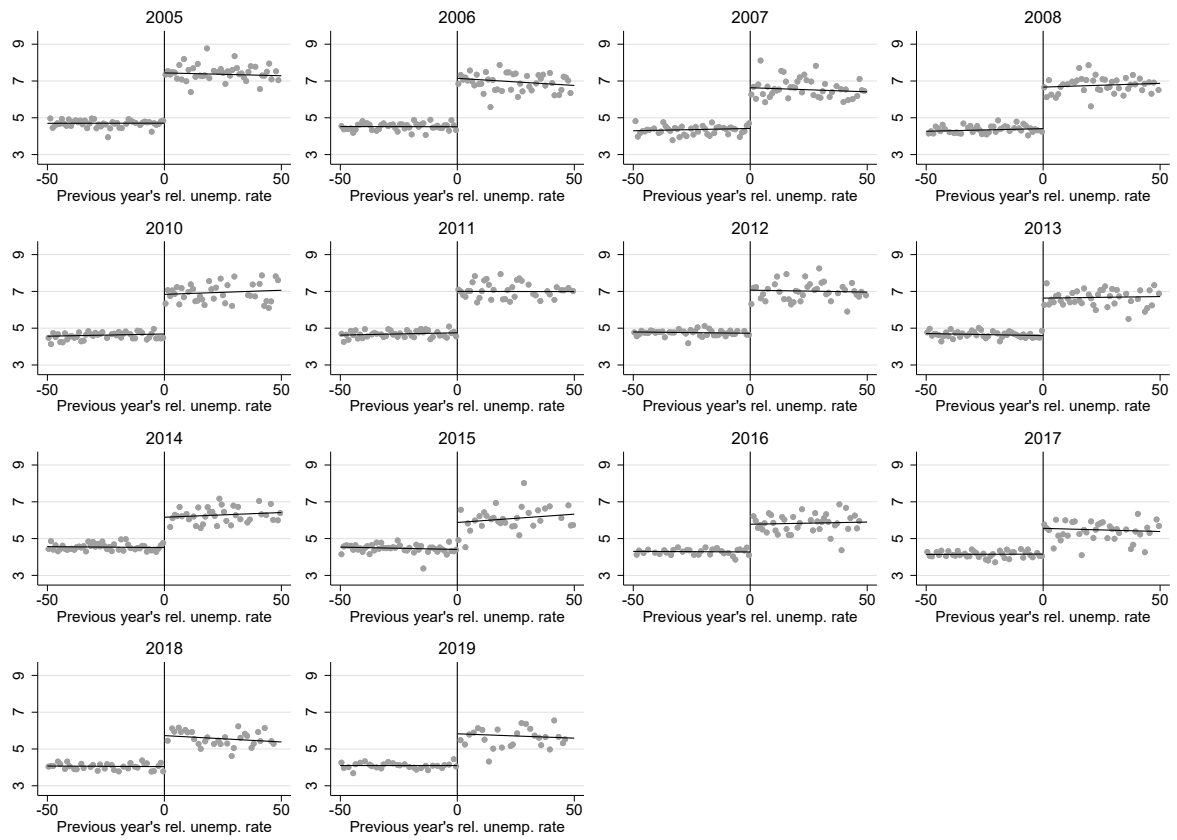 2005 2006 2007 2008
9 9 9 9
7 7 7 7
5 5 5 5
3 3 3 3
-50 0 50 -50 0 50 -50 0 50 -50 0 50
Previous year's rel. unemp. rate Previous year's rel. unemp. rate Previous year's rel. unemp. rate Previous year's rel. unemp. rate
2010 2011 2012 2013
9 9 9 9
7 7 7 7
5 5 5 5
3 3 3 3
-50 0 50 -50 0 50 -50 0 50 -50 0 50
Previous year's rel. unemp. rate Previous year's rel. unemp. rate Previous year's rel. unemp. rate Previous year's rel. unemp. rate
2014 2015 2016 2017
9 9 9 9
7 7 7 7
5 5 5 5
3 3 3 3
-50 0 50 -50 0 50 -50 0 50 -50 0 50
Previous year's rel. unemp. rate Previous year's rel. unemp. rate Previous year's rel. unemp. rate Previous year's rel. unemp. rate
2018 2019
9 9
7 7
5 5
3 3
-50 0 50 -50 0 50
Previous year's rel. unemp. rate Previous year's rel. unemp. rate